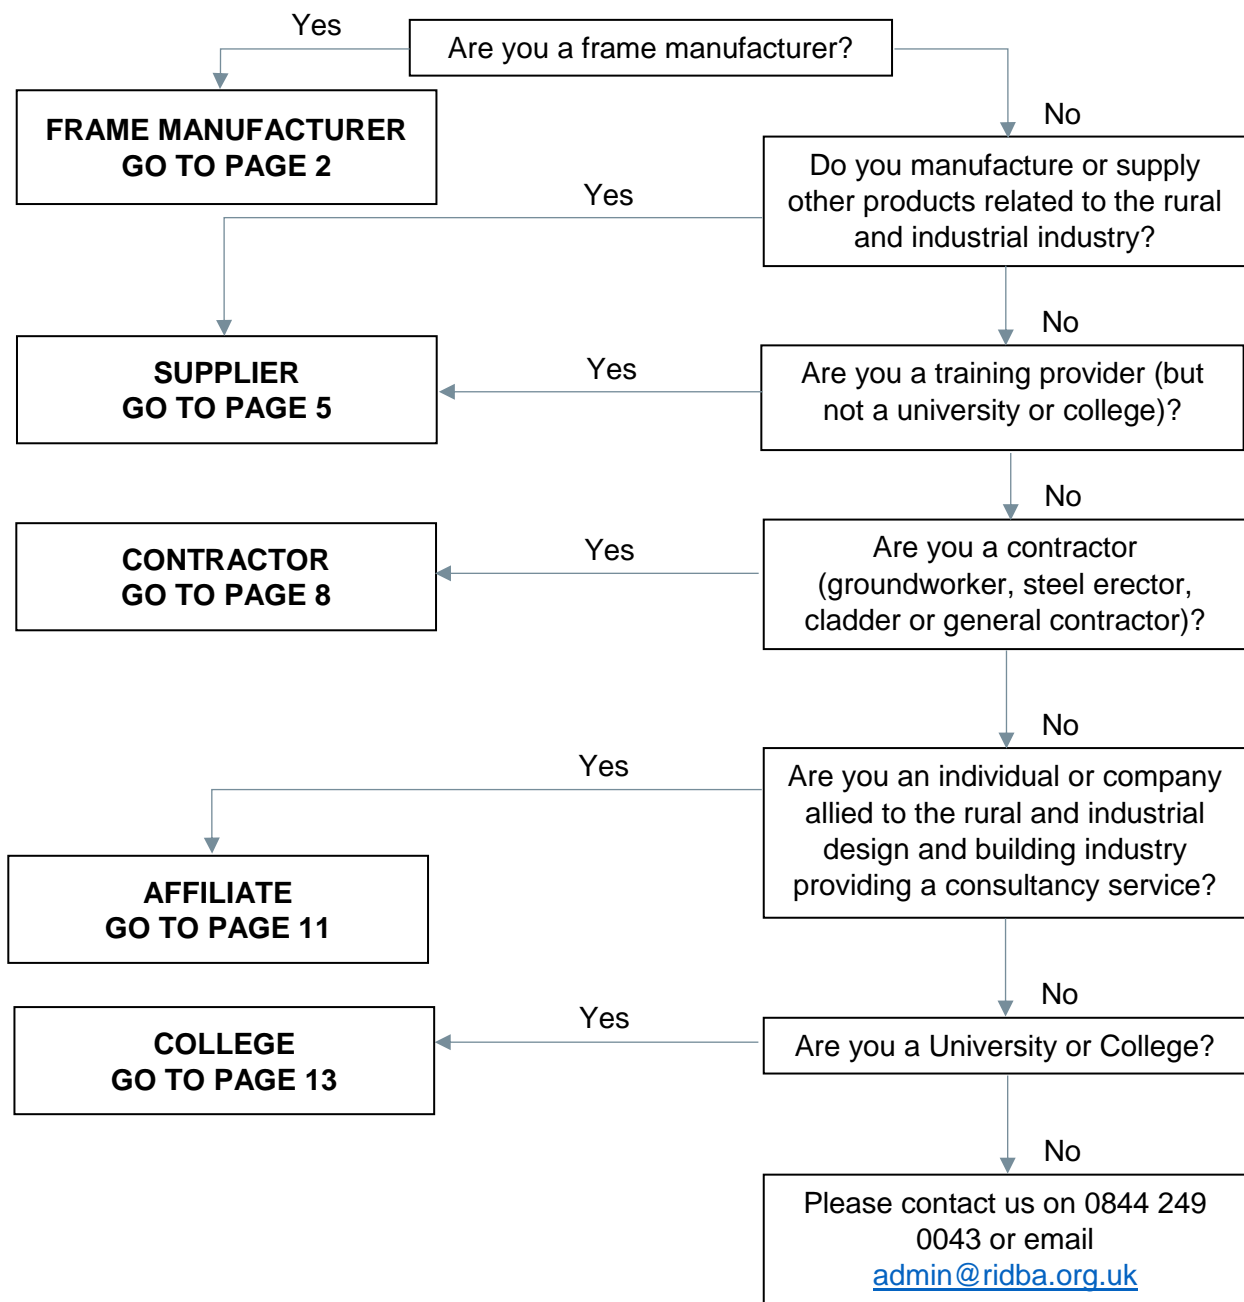 Yes
Are you a frame manufacturer?
FRAME MANUFACTURER
GO TO PAGE 2
No
Do you manufacture or supply
other products related to the rural
and industrial industry?
Yes
No
SUPPLIER
GO TO PAGE 5
Yes
Are you a training provider (but
not a university or college)?
No
CONTRACTOR
GO TO PAGE 8
Yes
Are you a contractor
(groundworker, steel erector,
cladder or general contractor)?
No
Yes
Are you an individual or company
allied to the rural and industrial
design and building industry
providing a consultancy service?
AFFILIATE
GO TO PAGE 11
No
COLLEGE
GO TO PAGE 13
Yes
Are you a University or College?
No
Please contact us on 0844 249
0043 or email
admin@ridba.org.uk